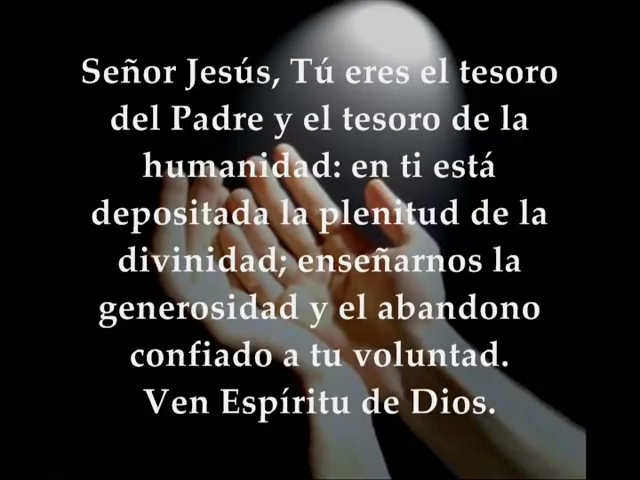 Señor Jesús, Tú eres el tesoro
del Padre y el tesoro de la
humanidad: en ti está
depositada la plenitud de la
divinidad; enseñarnos la
generosidad y el abandono
confiado a tu voluntad.
Ven Espíritu de Dios.